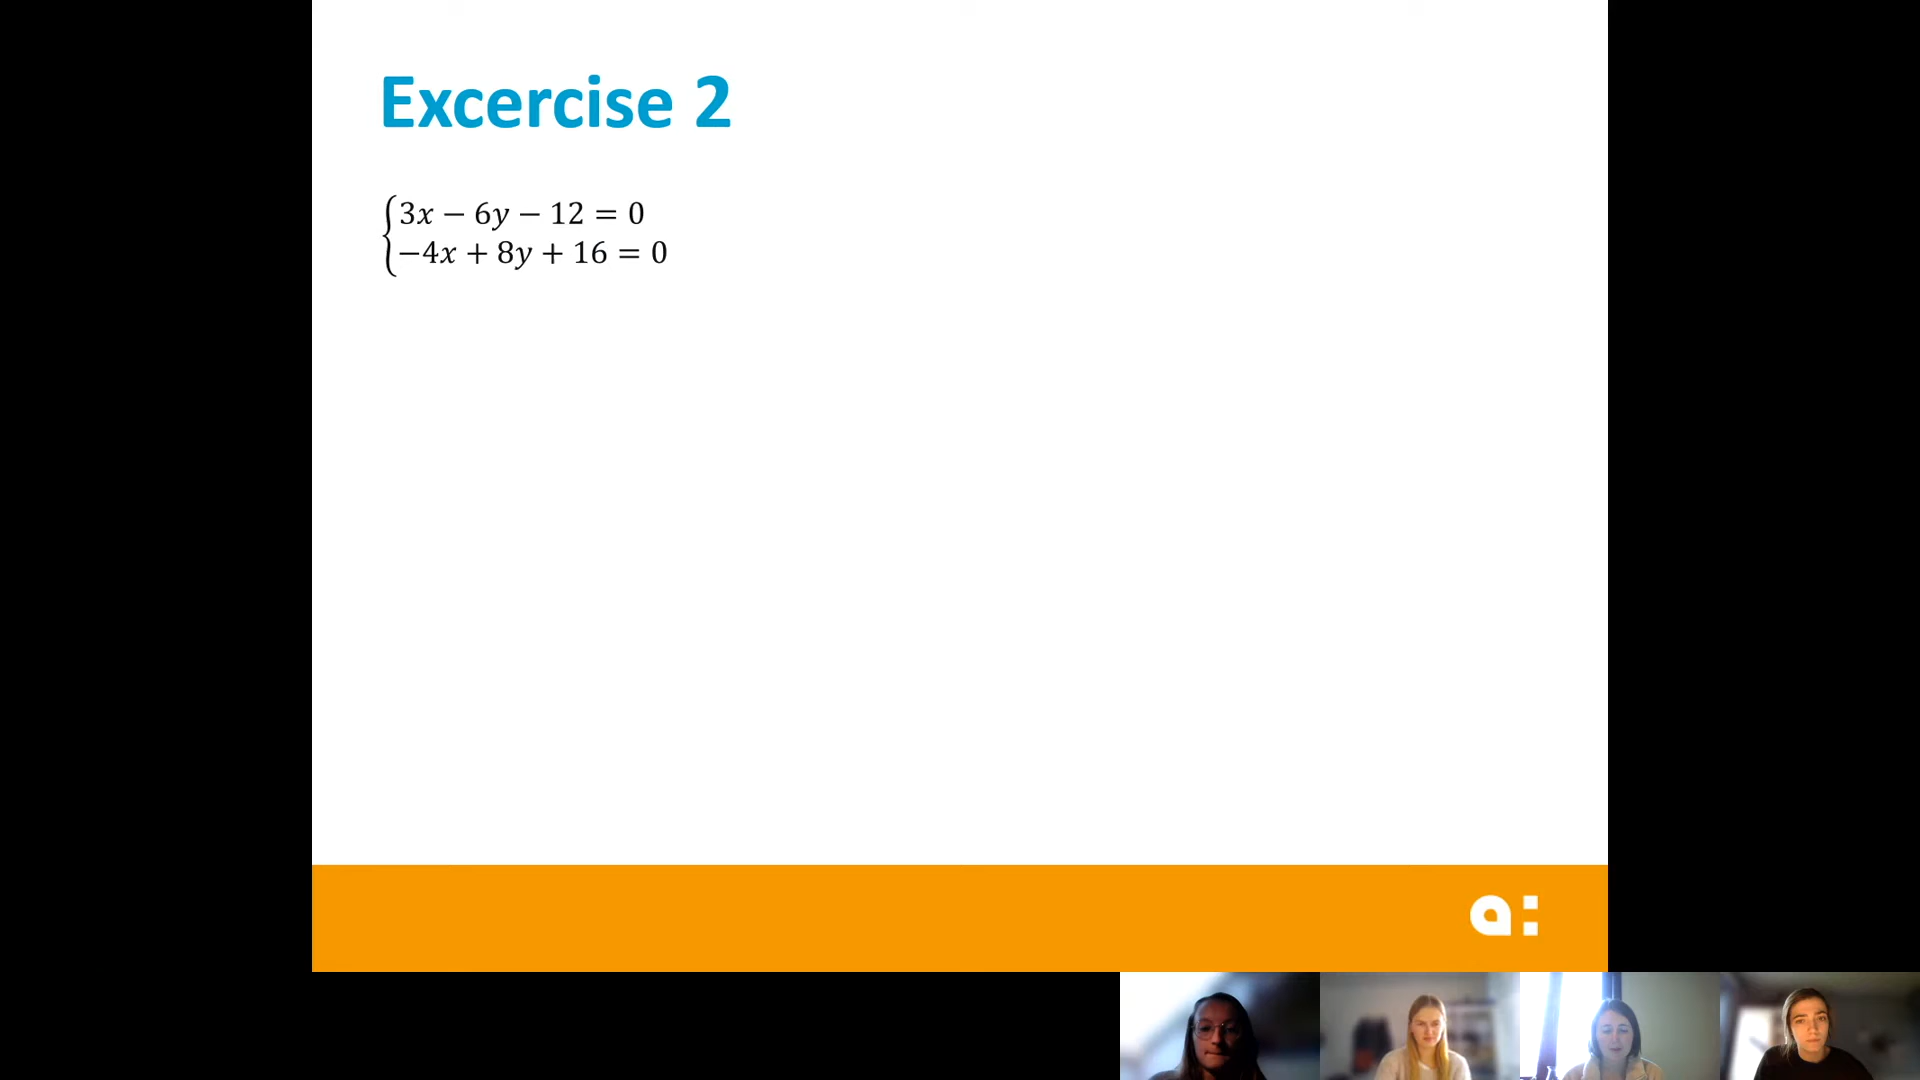 Excercise 2
3x − 6y − 12 = 0
−4x + 8y + 16 = 0
a: